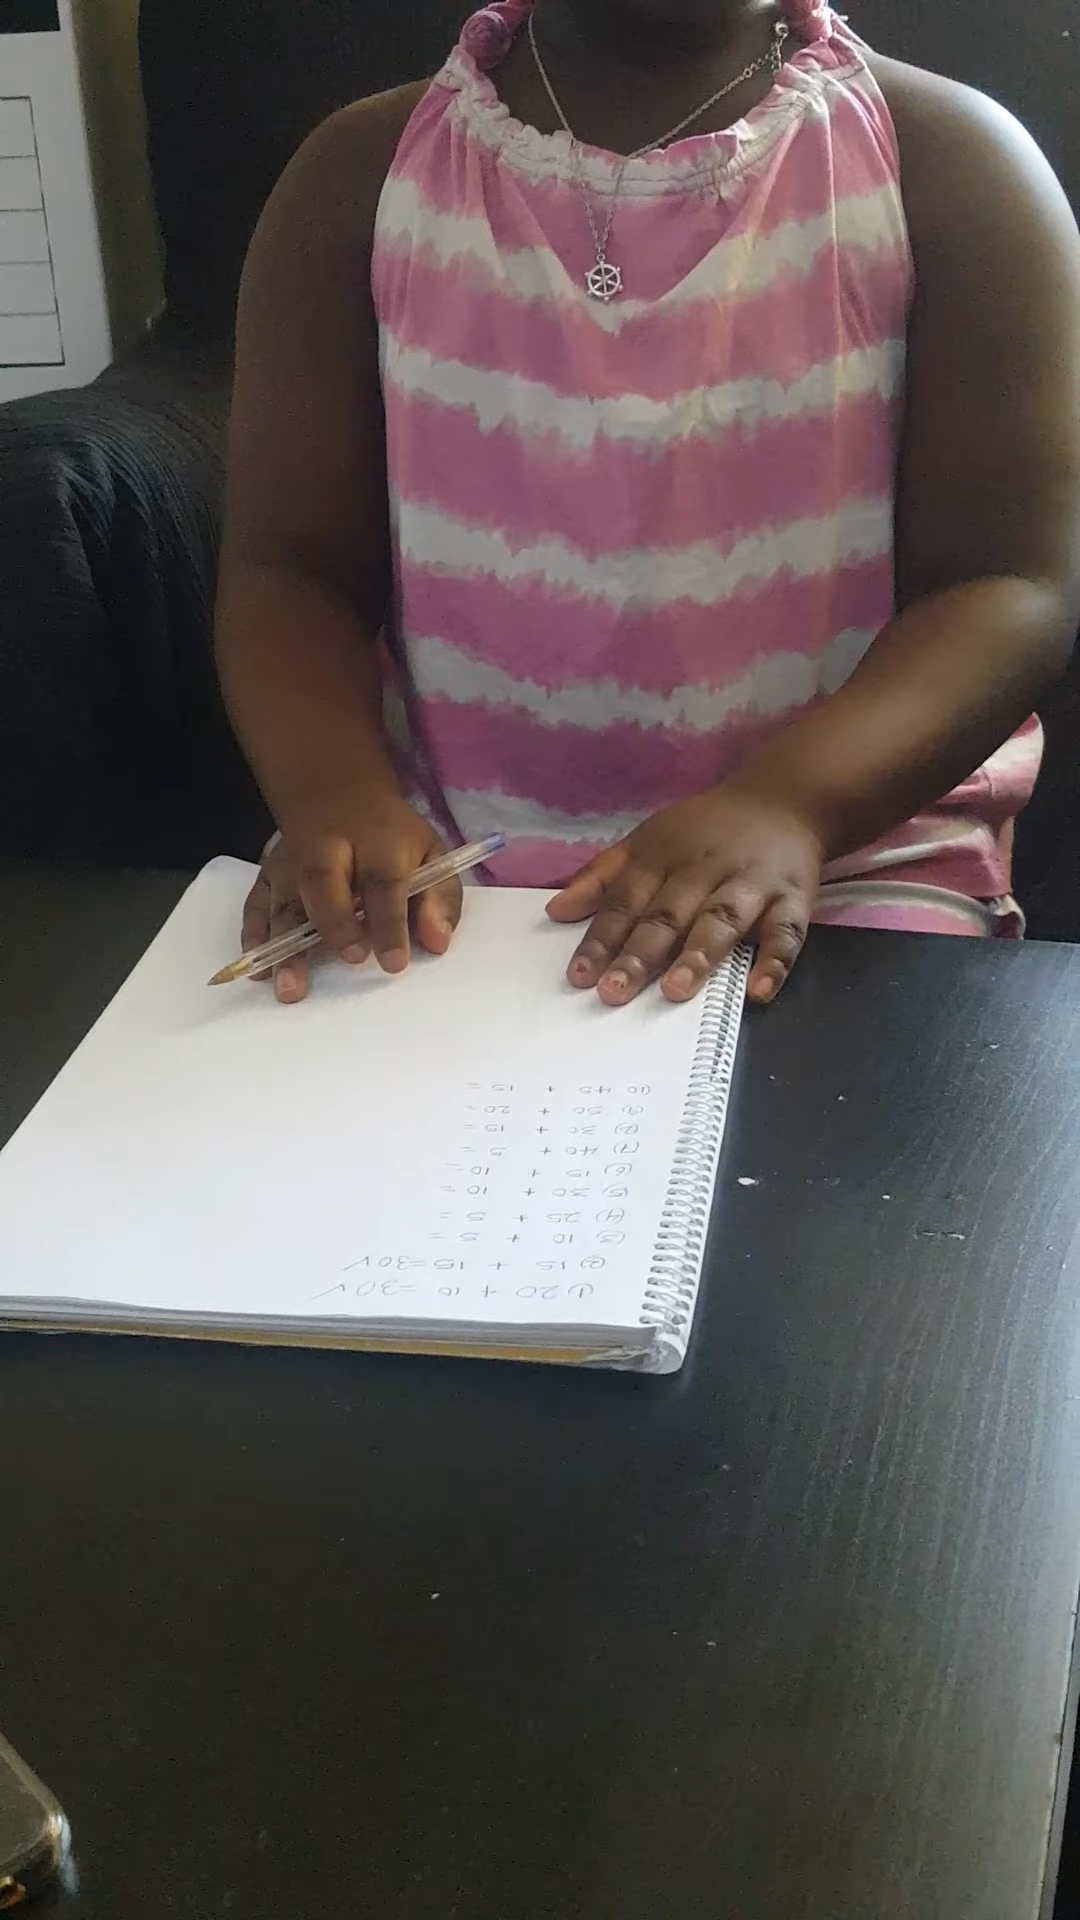 1) 20 + 10 = 30 ✓
2) 15 + 15 = 30 ✓
3) 10 + 5 =
4) 25 + 5 =
5) 30 + 10 =
6) 15 + 10 =
7) 40 + 5 =
8) 30 + 15 =
9) 50 + 20 =
10) 45 + 15 =